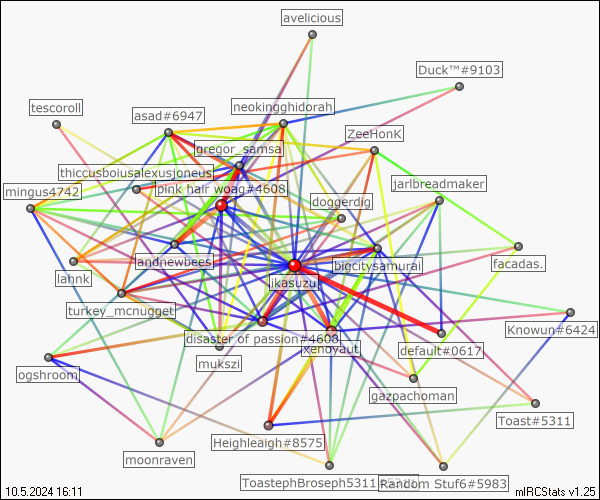 avelicious
Duck™#9103
tescoroll
neokingghidorah
asad#6947
ZeeHonK
gregor_samsa
thiccusboiusalexusjoneus
pink hair woag#4608
mingus4742
jarlbreadmaker
doggerdig
andnewbees
bigcitysamurai
facadas.
lahnk
ikasuzu
turkey_mcnugget
Knowun#6424
disaster of passion#4608
xenoyaut
default#0617
mukszi
ogshroom
gazpachoman
Toast#5311
Heighleaigh#8575
moonraven
ToastephBroseph5311
Random Stuf6#5983
10.5.2024 16:11
mIRCStats v1.25